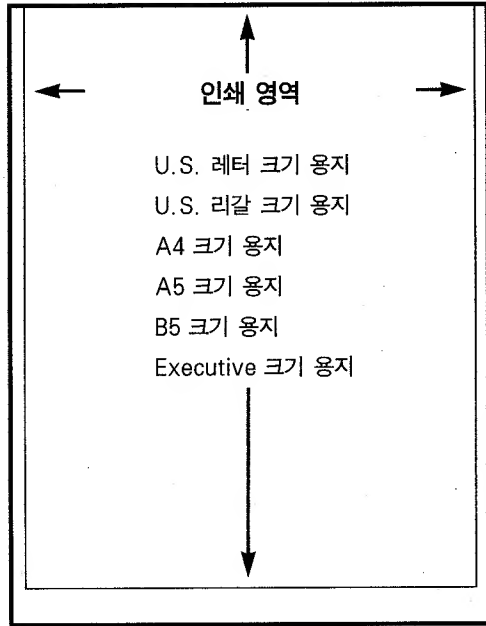 인쇄 영역
U.S. 레터 크기 용지
U.S. 리갈 크기 용지
A4 크기 용지
A5 크기 용지
B5 크기 용지
Executive 크기 용지